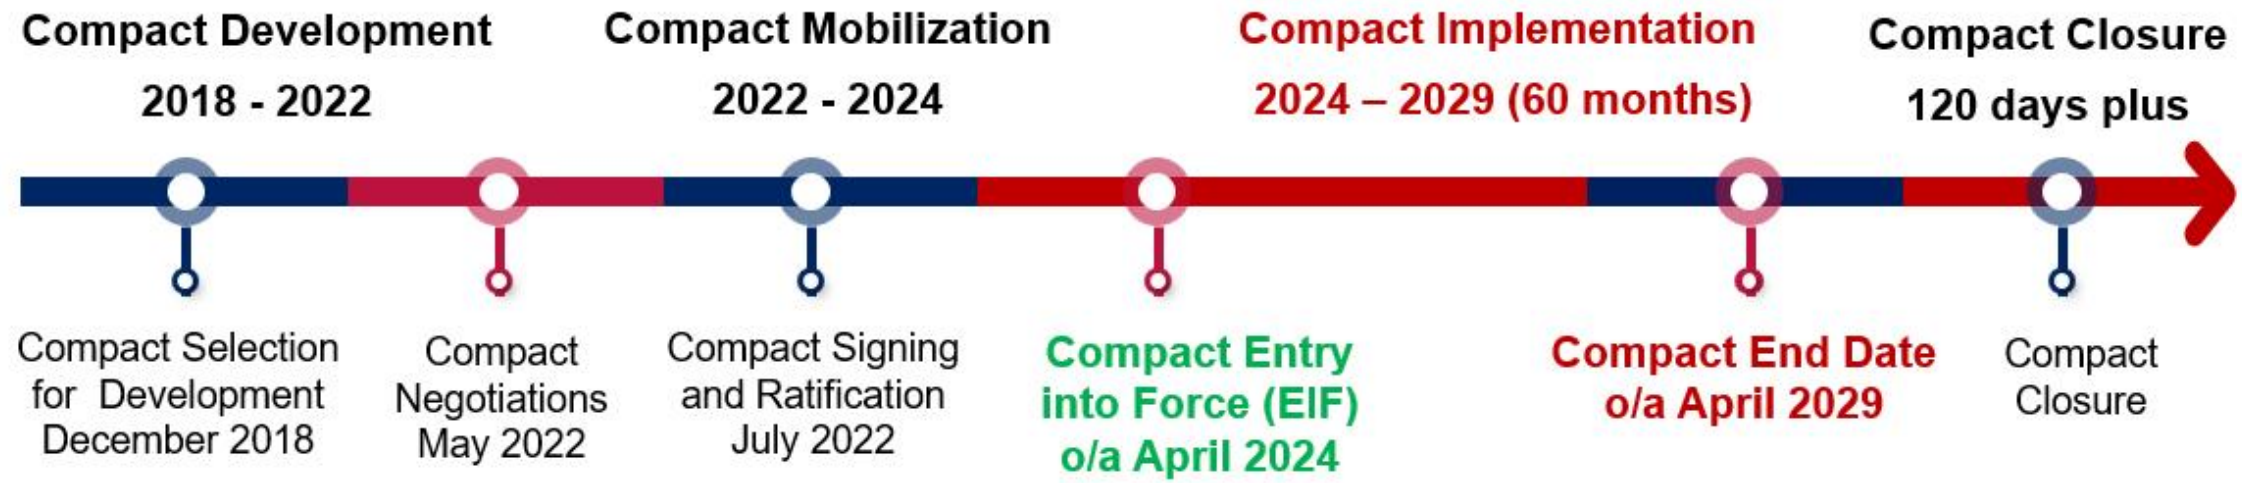 Compact Development
2018 - 2022
Compact Mobilization
2022 - 2024
Compact Implementation
2024 – 2029 (60 months)
Compact Closure
120 days plus
Compact Selection
for  Development
December 2018
Compact
Negotiations
May 2022
Compact Signing
and Ratification
July 2022
Compact Entry
into Force (EIF)
o/a April 2024
Compact End Date
o/a April 2029
Compact
Closure